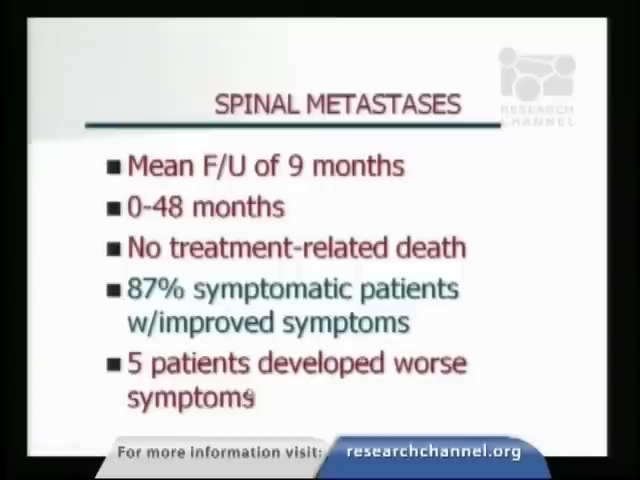 RESEARCH
CHANNEL
SPINAL METASTASES
Mean F/U of 9 months
0-48 months
No treatment-related death
87% symptomatic patients
w/improved symptoms
5 patients developed worse
symptoms
For more information visit: researchchannel.org